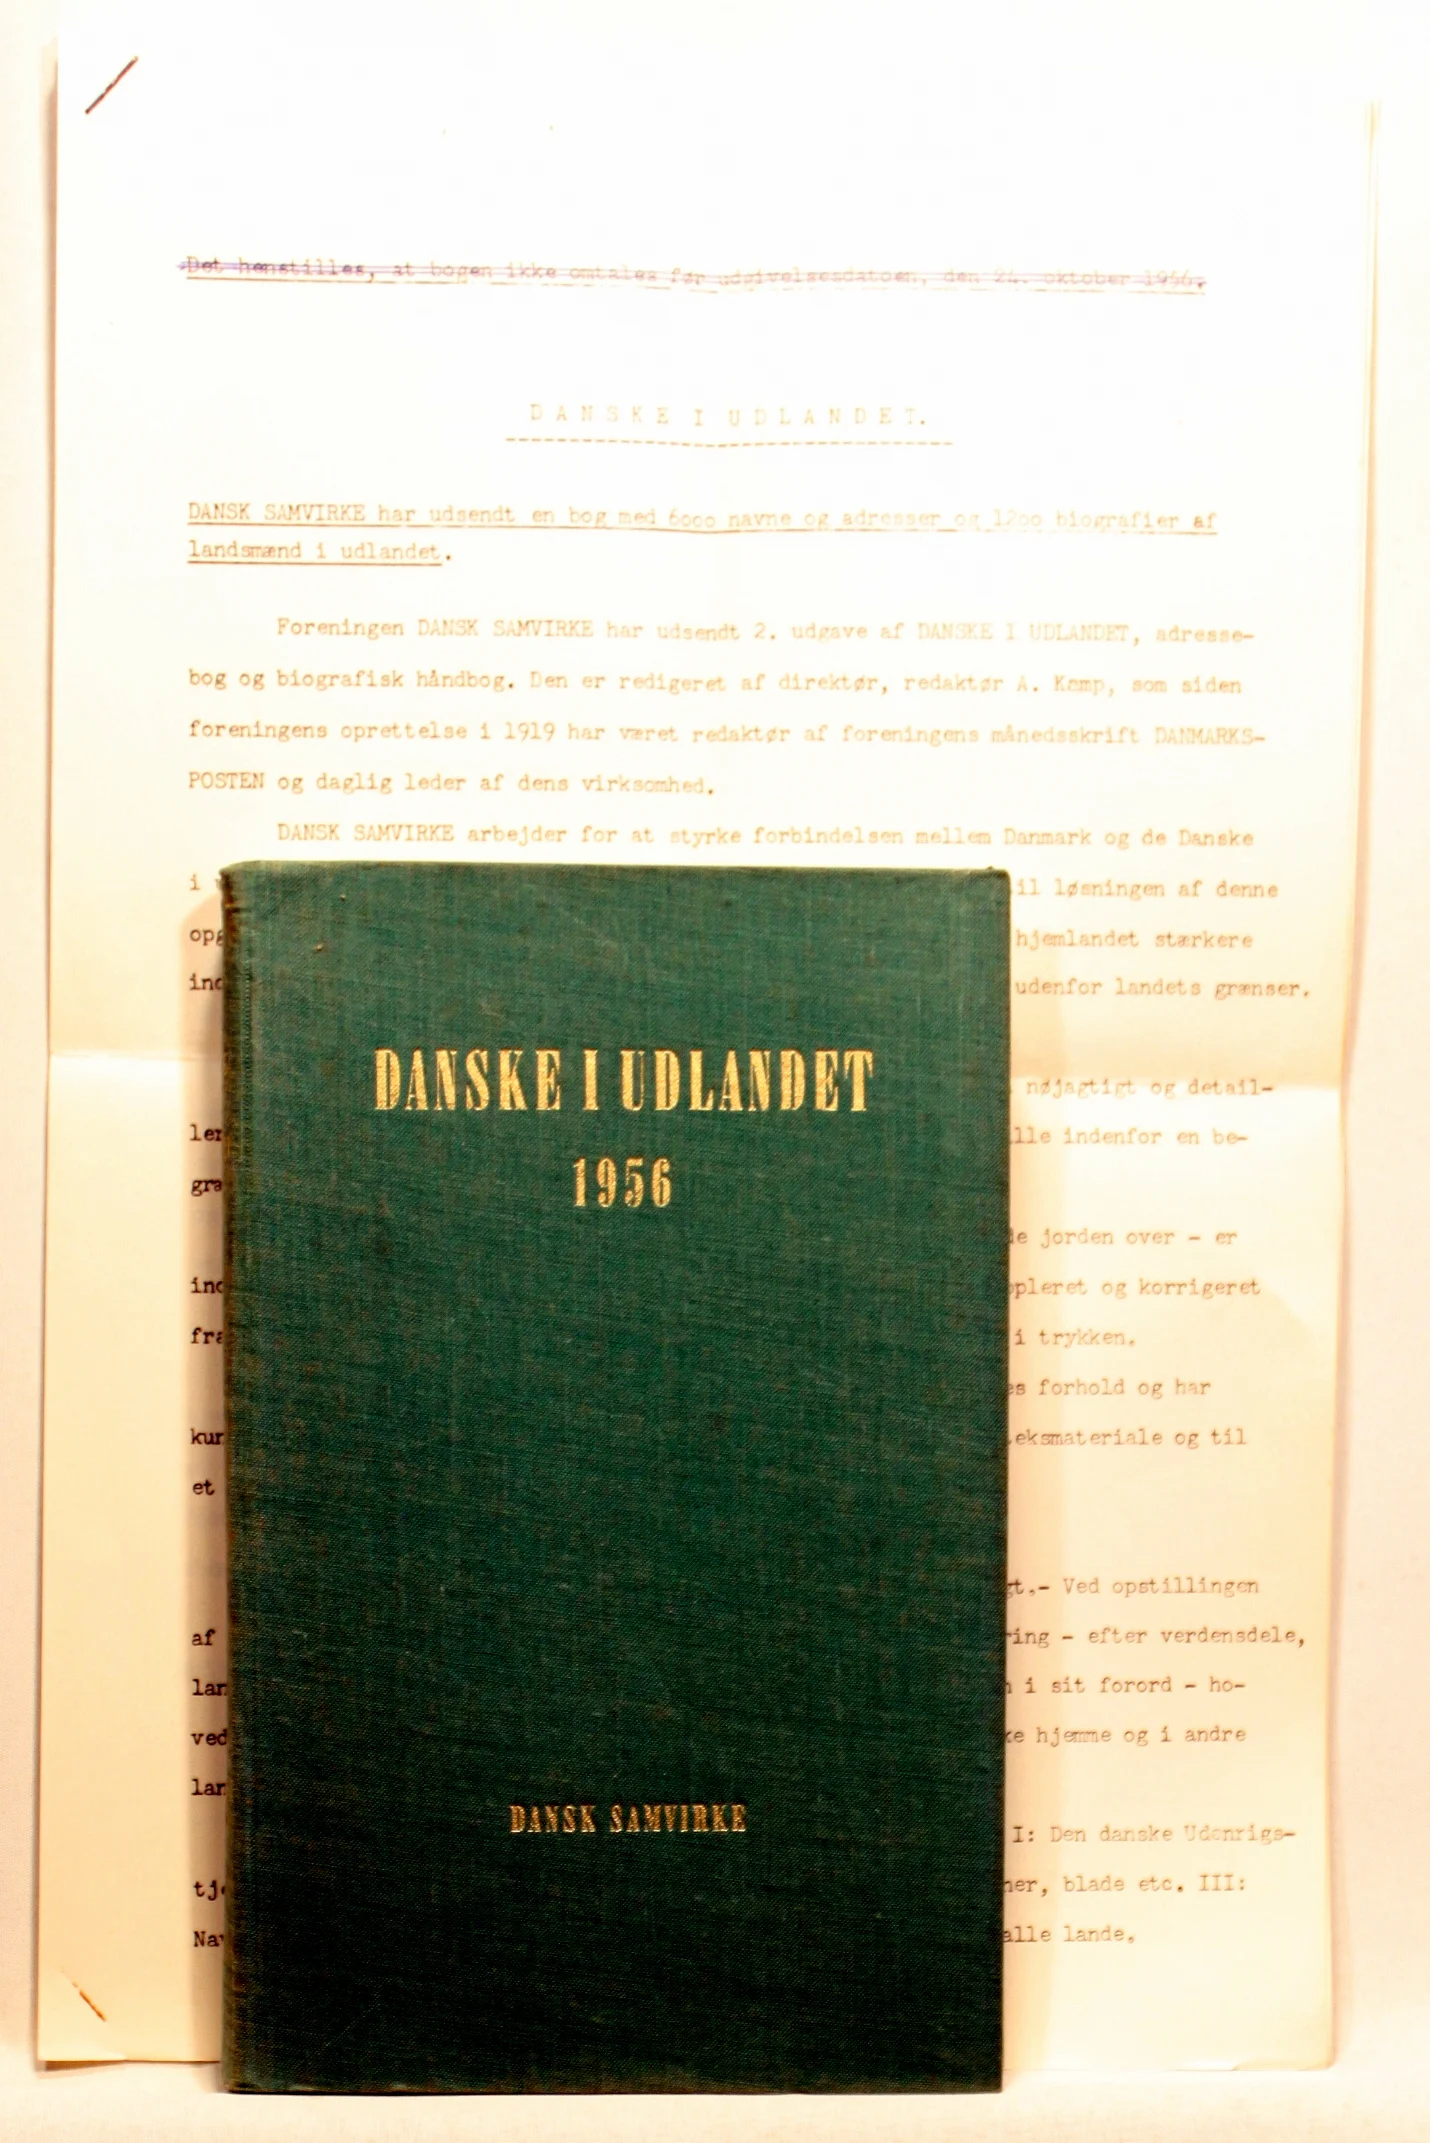 Det henstilles, at bogen ikke omtales før udgivelsesdatoen, den 24. oktober 1956.
DANSKE I UDLANDET.
DANSK SAMVIRKE har udsendt en bog med 6000 navne og adresser og 1200 biografier af
landsmænd i udlandet.
Foreningen DANSK SAMVIRKE har udsendt 2. udgave af DANSKE I UDLANDET, adresse-
bog og biografisk håndbog. Den er redigeret af direktør, redaktør A. Kamp, som siden
foreningens oprettelse i 1919 har været redaktør af foreningens månedsskrift DANMARKS-
POSTEN og daglig leder af dens virksomhed.
DANSK SAMVIRKE arbejder for at styrke forbindelsen mellem Danmark og de Danske
i løsningen af denne
hjemlandet stærkere
udenfor landets grænser.
nøjagtigt og detail-
indenfor en be-
jorden over - er
og korrigeret
i trykken.
forhold og har
og til
et
Ved opstillingen
af - efter verdensdele,
i sit forord - ho-
hjemme og i andre
I: Den danske Udenrigs-
blade etc. III:
alle lande.
DANSKE I UDLANDET
1956
DANSK SAMVIRKE